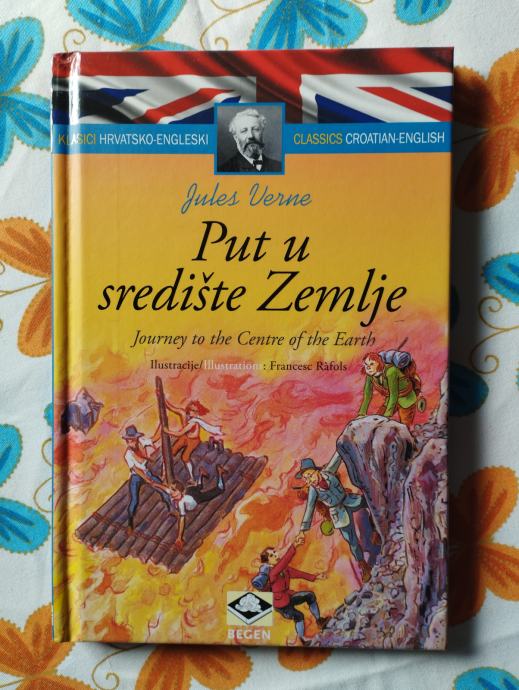 KLASICI HRVATSKO-ENGLESKI
CLASSICS CROATIAN-ENGLISH
Jules Verne
Put u
središte Zemlje
Journey to the Centre of the Earth
Ilustracije/Illustrations: Francesc Ràfols
BEGEN